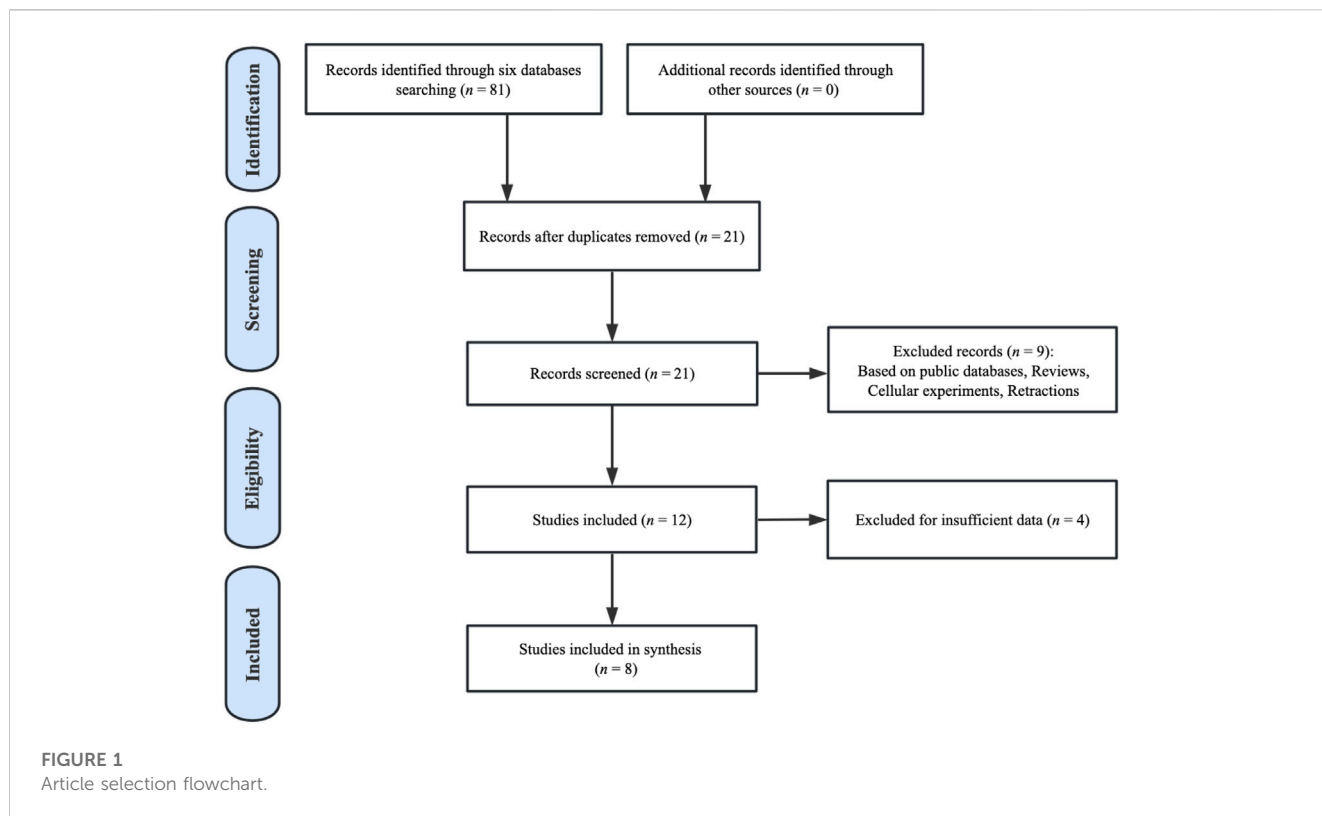 Identification
Records identified through six databases
searching (n = 81)
Additional records identified through
other sources (n = 0)
Screening
Records after duplicates removed (n = 21)
Records screened (n = 21)
Excluded records (n = 9):
Based on public databases, Reviews,
Cellular experiments, Retractions
Eligibility
Studies included (n = 12)
Excluded for insufficient data (n = 4)
Included
Studies included in synthesis
(n = 8)
FIGURE 1
Article selection flowchart.